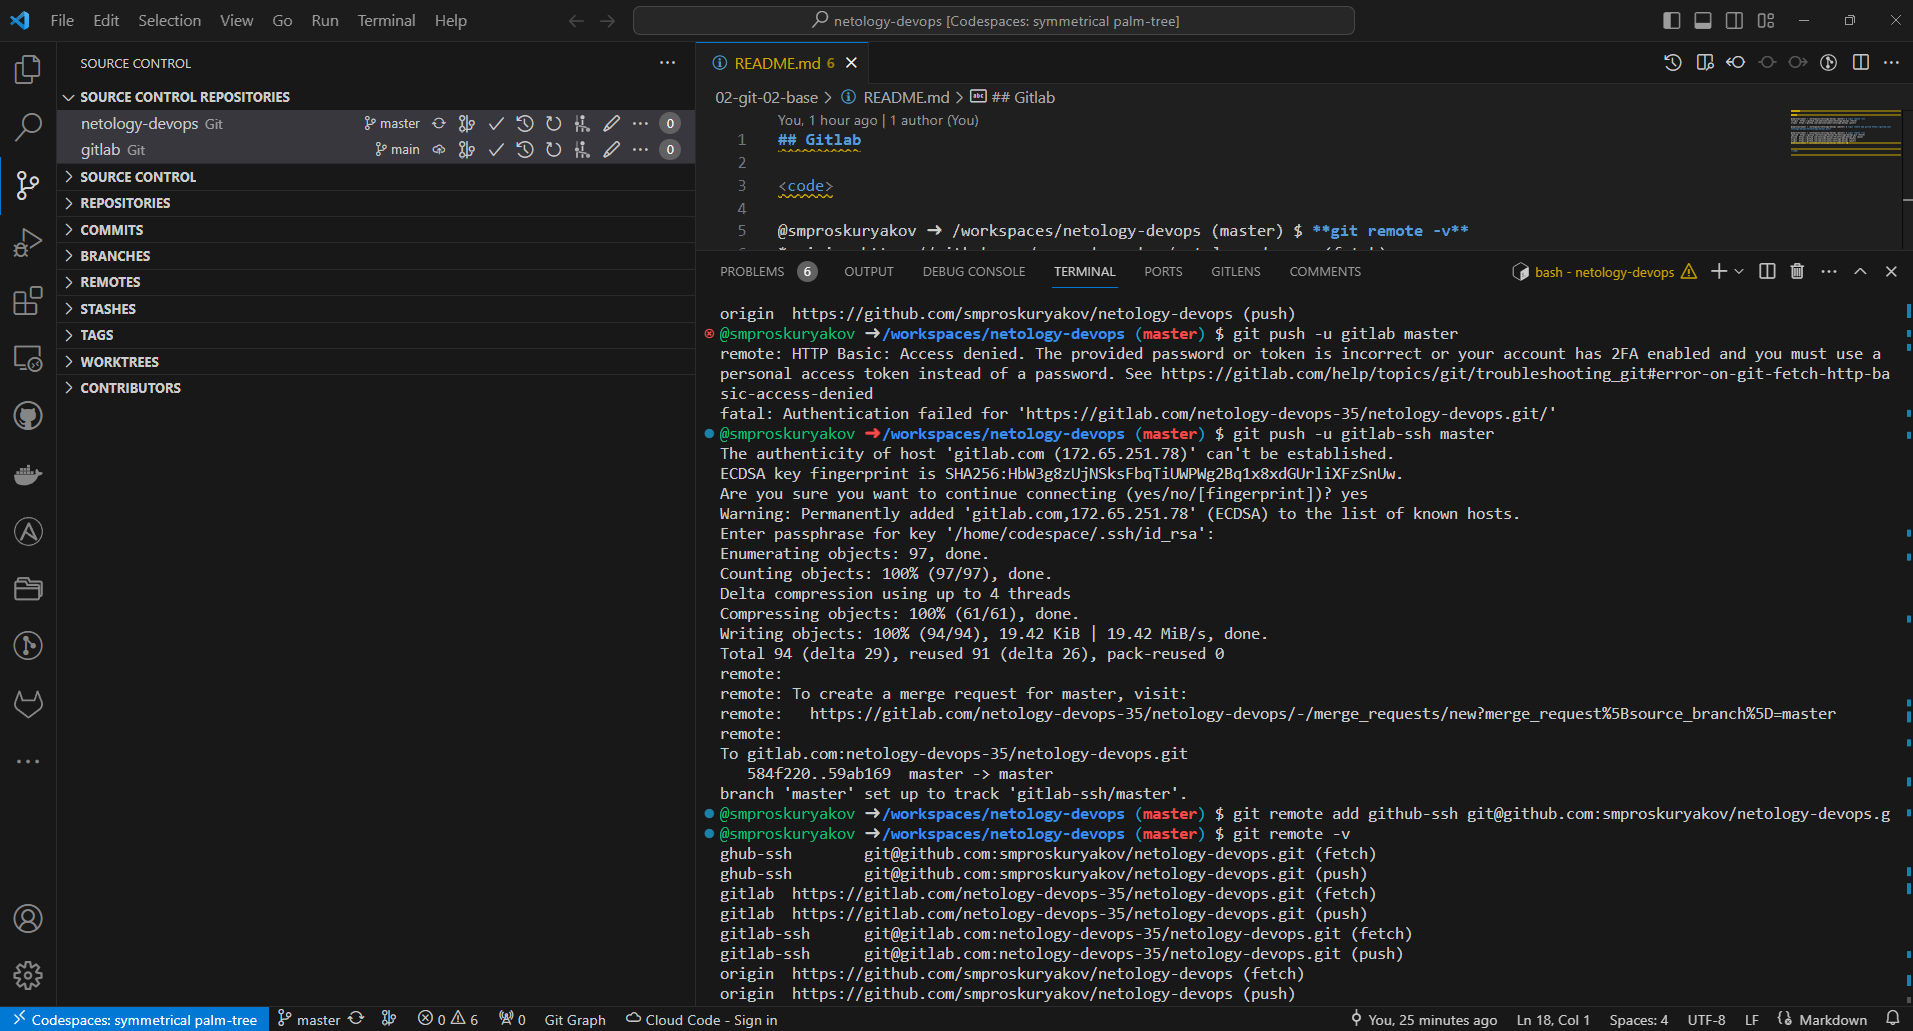 File Edit Selection View Go Run Terminal Help
netology-devops [Codespaces: symmetrical palm-tree]
SOURCE CONTROL
SOURCE CONTROL REPOSITORIES
netology-devops Git master 0
gitlab Git main 0
SOURCE CONTROL
REPOSITORIES
COMMITS
BRANCHES
REMOTES
STASHES
TAGS
WORKTREES
CONTRIBUTORS
README.md 6
02-git-02-base > README.md > ## Gitlab
You, 1 hour ago | 1 author (You)
1 ## Gitlab
2
3 <code>
4
5 @smproskuryakov → /workspaces/netology-devops (master) $ **git remote -v**
PROBLEMS 6 OUTPUT DEBUG CONSOLE TERMINAL PORTS GITLENS COMMENTS
bash - netology-devops
origin https://github.com/smproskuryakov/netology-devops (push)
@smproskuryakov →/workspaces/netology-devops (master) $ git push -u gitlab master
remote: HTTP Basic: Access denied. The provided password or token is incorrect or your account has 2FA enabled and you must use a
personal access token instead of a password. See https://gitlab.com/help/topics/git/troubleshooting_git#error-on-git-fetch-http-ba
sic-access-denied
fatal: Authentication failed for 'https://gitlab.com/netology-devops-35/netology-devops.git/'
@smproskuryakov →/workspaces/netology-devops (master) $ git push -u gitlab-ssh master
The authenticity of host 'gitlab.com (172.65.251.78)' can't be established.
ECDSA key fingerprint is SHA256:HbW3g8zUjNSksFbqTiUWPWg2Bq1x8xdGUrliXFzSnUw.
Are you sure you want to continue connecting (yes/no/[fingerprint])? yes
Warning: Permanently added 'gitlab.com,172.65.251.78' (ECDSA) to the list of known hosts.
Enter passphrase for key '/home/codespace/.ssh/id_rsa':
Enumerating objects: 97, done.
Counting objects: 100% (97/97), done.
Delta compression using up to 4 threads
Compressing objects: 100% (61/61), done.
Writing objects: 100% (94/94), 19.42 KiB | 19.42 MiB/s, done.
Total 94 (delta 29), reused 91 (delta 26), pack-reused 0
remote:
remote: To create a merge request for master, visit:
remote:   https://gitlab.com/netology-devops-35/netology-devops/-/merge_requests/new?merge_request%5Bsource_branch%5D=master
remote:
To gitlab.com:netology-devops-35/netology-devops.git
584f220..59ab169  master -> master
branch 'master' set up to track 'gitlab-ssh/master'.
@smproskuryakov →/workspaces/netology-devops (master) $ git remote add github-ssh git@github.com:smproskuryakov/netology-devops.g
@smproskuryakov →/workspaces/netology-devops (master) $ git remote -v
ghub-ssh git@github.com:smproskuryakov/netology-devops.git (fetch)
ghub-ssh git@github.com:smproskuryakov/netology-devops.git (push)
gitlab https://gitlab.com/netology-devops-35/netology-devops.git (fetch)
gitlab https://gitlab.com/netology-devops-35/netology-devops.git (push)
gitlab-ssh git@gitlab.com:netology-devops-35/netology-devops.git (fetch)
gitlab-ssh git@gitlab.com:netology-devops-35/netology-devops.git (push)
origin https://github.com/smproskuryakov/netology-devops (fetch)
origin https://github.com/smproskuryakov/netology-devops (push)
Codespaces: symmetrical palm-tree master 0 6 0 Git Graph Cloud Code - Sign in You, 25 minutes ago Ln 18, Col 1 Spaces: 4 UTF-8 LF Markdown